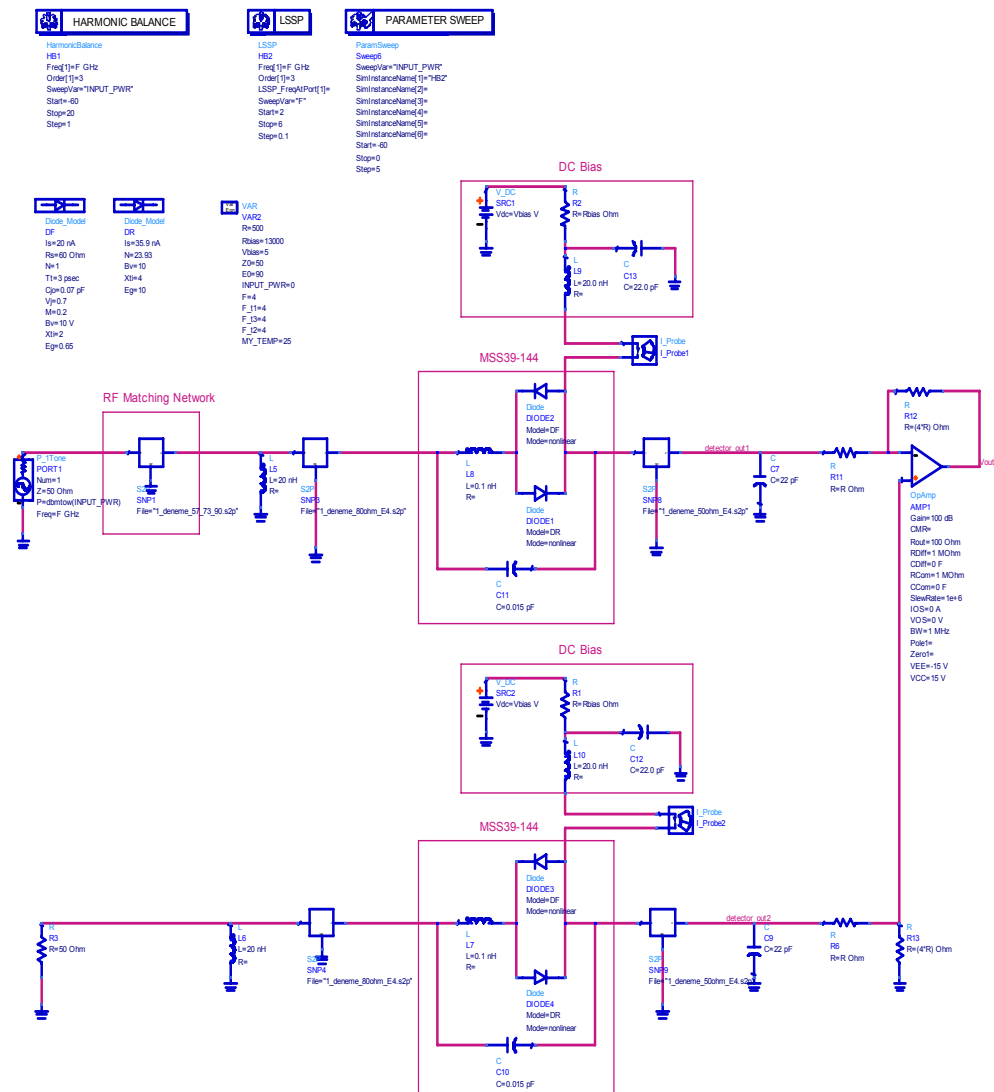 HARMONIC BALANCE
HarmonicBalance
HB1
Freq[1]=F GHz
Order[1]=3
SweepVar="INPUT_PWR"
Start=-60
Stop=20
Step=1
LSSP
LSSP
HB2
Freq[1]=F GHz
Order[1]=3
LSSP_FreqAtPort[1]=
SweepVar="F"
Start=2
Stop=6
Step=0.1
PARAMETER SWEEP
ParamSweep
Sweep6
SweepVar="INPUT_PWR"
SimInstanceName[1]="HB2"
SimInstanceName[2]=
SimInstanceName[3]=
SimInstanceName[4]=
SimInstanceName[5]=
SimInstanceName[6]=
Start=-60
Stop=0
Step=5
Diode_Model
DF
Is=20 nA
Rs=60 Ohm
N=1
Tt=3 psec
Cjo=0.07 pF
Vj=0.7
M=0.2
Bv=10 V
Xti=2
Eg=0.65
Diode_Model
DR
Is=35.9 nA
N=23.93
Bv=10
Xti=4
Eg=10
Var
Eqn
VAR
VAR2
R=500
Rbias=13000
Vbias=5
Z0=50
E0=90
INPUT_PWR=0
F=4
F_t1=4
F_t3=4
F_t2=4
MY_TEMP=25
DC Bias
V_DC
SRC1
Vdc=Vbias V
R
R2
R=Rbias Ohm
L
L9
L=20.0 nH
R=
C
C13
C=22.0 pF
I_Probe
I_Probe1
MSS39-144
RF Matching Network
P_1Tone
PORT1
Num=1
Z=50 Ohm
P=dbmtow(INPUT_PWR)
Freq=F GHz
S2P
SNP1
File="1_deneme_57_73_90.s2p"
L
L5
L=20 nH
R=
S2P
SNP3
File="1_deneme_80ohm_E4.s2p"
L
L8
L=0.1 nH
R=
Diode
DIODE2
Model=DF
Mode=nonlinear
Diode
DIODE1
Model=DR
Mode=nonlinear
C
C11
C=0.015 pF
S2P
SNP8
File="1_deneme_50ohm_E4.s2p"
detector_out1
C
C7
C=22 pF
R
R11
R=R Ohm
R
R12
R=(4*R) Ohm
Vout
OpAmp
AMP1
Gain=100 dB
CMR=
Rout=100 Ohm
RDiff=1 MOhm
CDiff=0 F
RCom=1 MOhm
CCom=0 F
SlewRate=1e+6
IOS=0 A
VOS=0 V
BW=1 MHz
Pole1=
Zero1=
VEE=-15 V
VCC=15 V
DC Bias
V_DC
SRC2
Vdc=Vbias V
R
R1
R=Rbias Ohm
L
L10
L=20.0 nH
R=
C
C12
C=22.0 pF
I_Probe
I_Probe2
MSS39-144
R
R3
R=50 Ohm
L
L6
L=20 nH
R=
S2P
SNP4
File="1_deneme_80ohm_E4.s2p"
L
L7
L=0.1 nH
R=
Diode
DIODE3
Model=DF
Mode=nonlinear
Diode
DIODE4
Model=DR
Mode=nonlinear
C
C10
C=0.015 pF
S2P
SNP9
File="1_deneme_50ohm_E4.s2p"
detector_out2
C
C9
C=22 pF
R
R6
R=R Ohm
R
R13
R=(4*R) Ohm